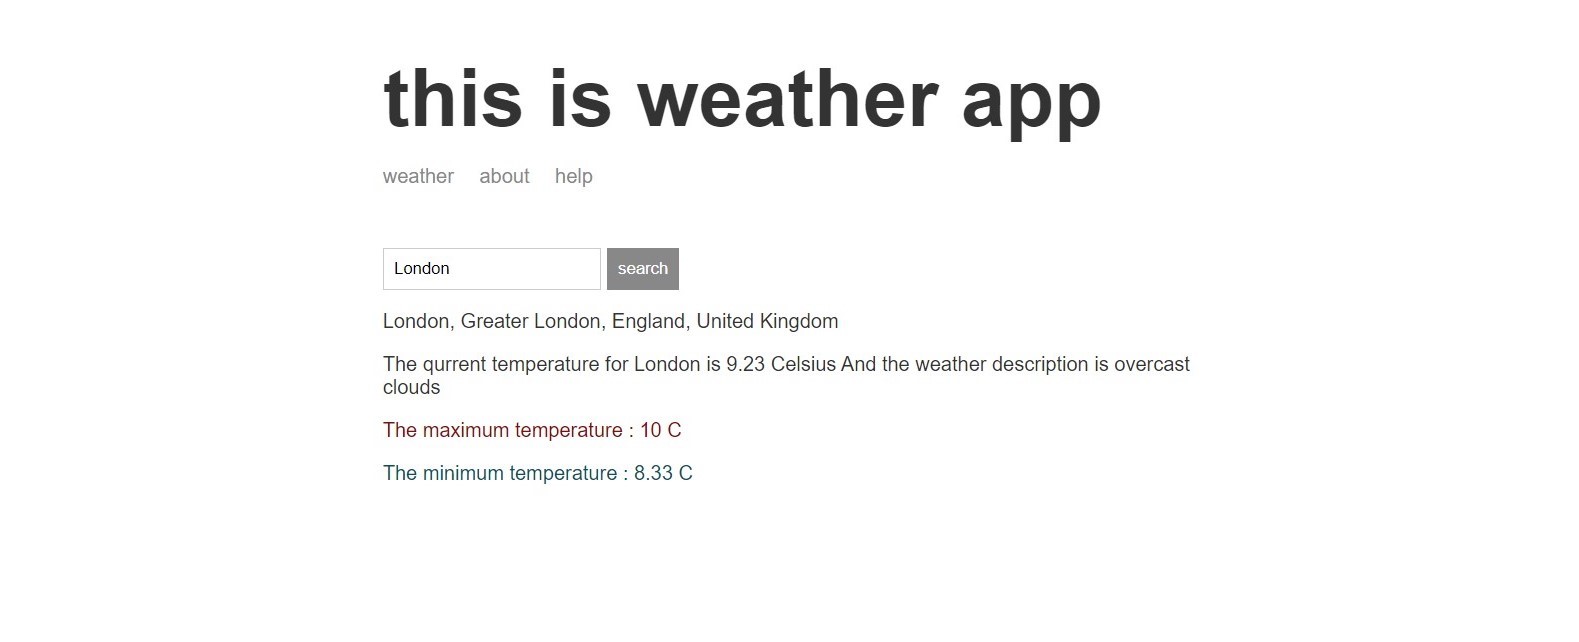 this is weather app
weather about help
London search
London, Greater London, England, United Kingdom
The qurrent temperature for London is 9.23 Celsius And the weather description is overcast
clouds
The maximum temperature : 10 C
The minimum temperature : 8.33 C